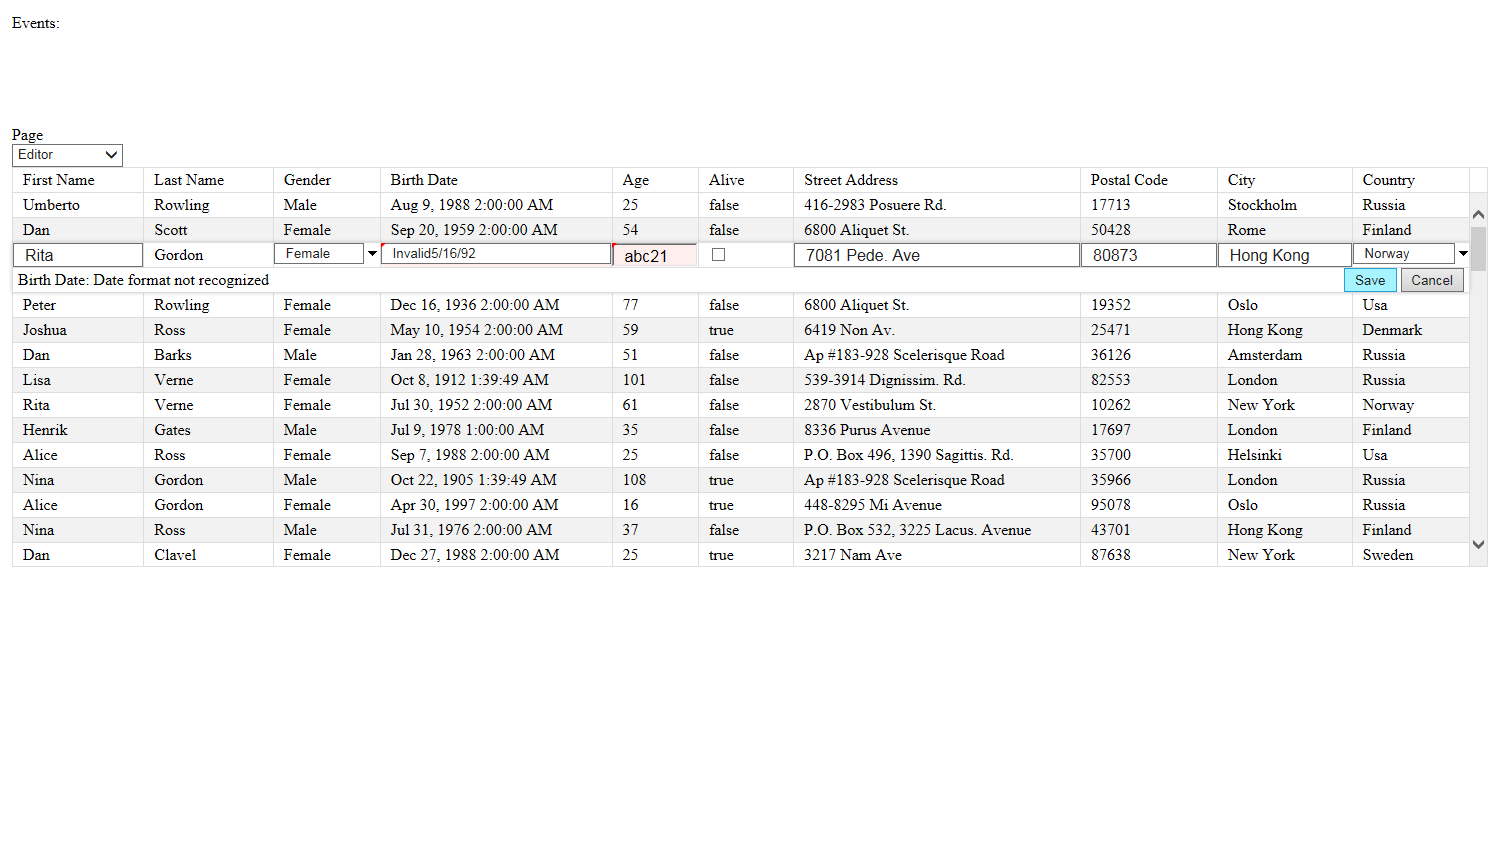 Events:
Page
Editor
First Name Last Name Gender Birth Date Age Alive Street Address Postal Code City Country
Umberto Rowling Male Aug 9, 1988 2:00:00 AM 25 false 416-2983 Posuere Rd. 17713 Stockholm Russia
Dan Scott Female Sep 20, 1959 2:00:00 AM 54 false 6800 Aliquet St. 50428 Rome Finland
Rita Gordon Female Invalid5/16/92 abc21 7081 Pede. Ave 80873 Hong Kong Norway
Birth Date: Date format not recognized Save Cancel
Peter Rowling Female Dec 16, 1936 2:00:00 AM 77 false 6800 Aliquet St. 19352 Oslo Usa
Joshua Ross Female May 10, 1954 2:00:00 AM 59 true 6419 Non Av. 25471 Hong Kong Denmark
Dan Barks Male Jan 28, 1963 2:00:00 AM 51 false Ap #183-928 Scelerisque Road 36126 Amsterdam Russia
Lisa Verne Female Oct 8, 1912 1:39:49 AM 101 false 539-3914 Dignissim. Rd. 82553 London Russia
Rita Verne Female Jul 30, 1952 2:00:00 AM 61 false 2870 Vestibulum St. 10262 New York Norway
Henrik Gates Male Jul 9, 1978 1:00:00 AM 35 false 8336 Purus Avenue 17697 London Finland
Alice Ross Female Sep 7, 1988 2:00:00 AM 25 false P.O. Box 496, 1390 Sagittis. Rd. 35700 Helsinki Usa
Nina Gordon Male Oct 22, 1905 1:39:49 AM 108 true Ap #183-928 Scelerisque Road 35966 London Russia
Alice Gordon Female Apr 30, 1997 2:00:00 AM 16 true 448-8295 Mi Avenue 95078 Oslo Russia
Nina Ross Male Jul 31, 1976 2:00:00 AM 37 false P.O. Box 532, 3225 Lacus. Avenue 43701 Hong Kong Finland
Dan Clavel Female Dec 27, 1988 2:00:00 AM 25 true 3217 Nam Ave 87638 New York Sweden